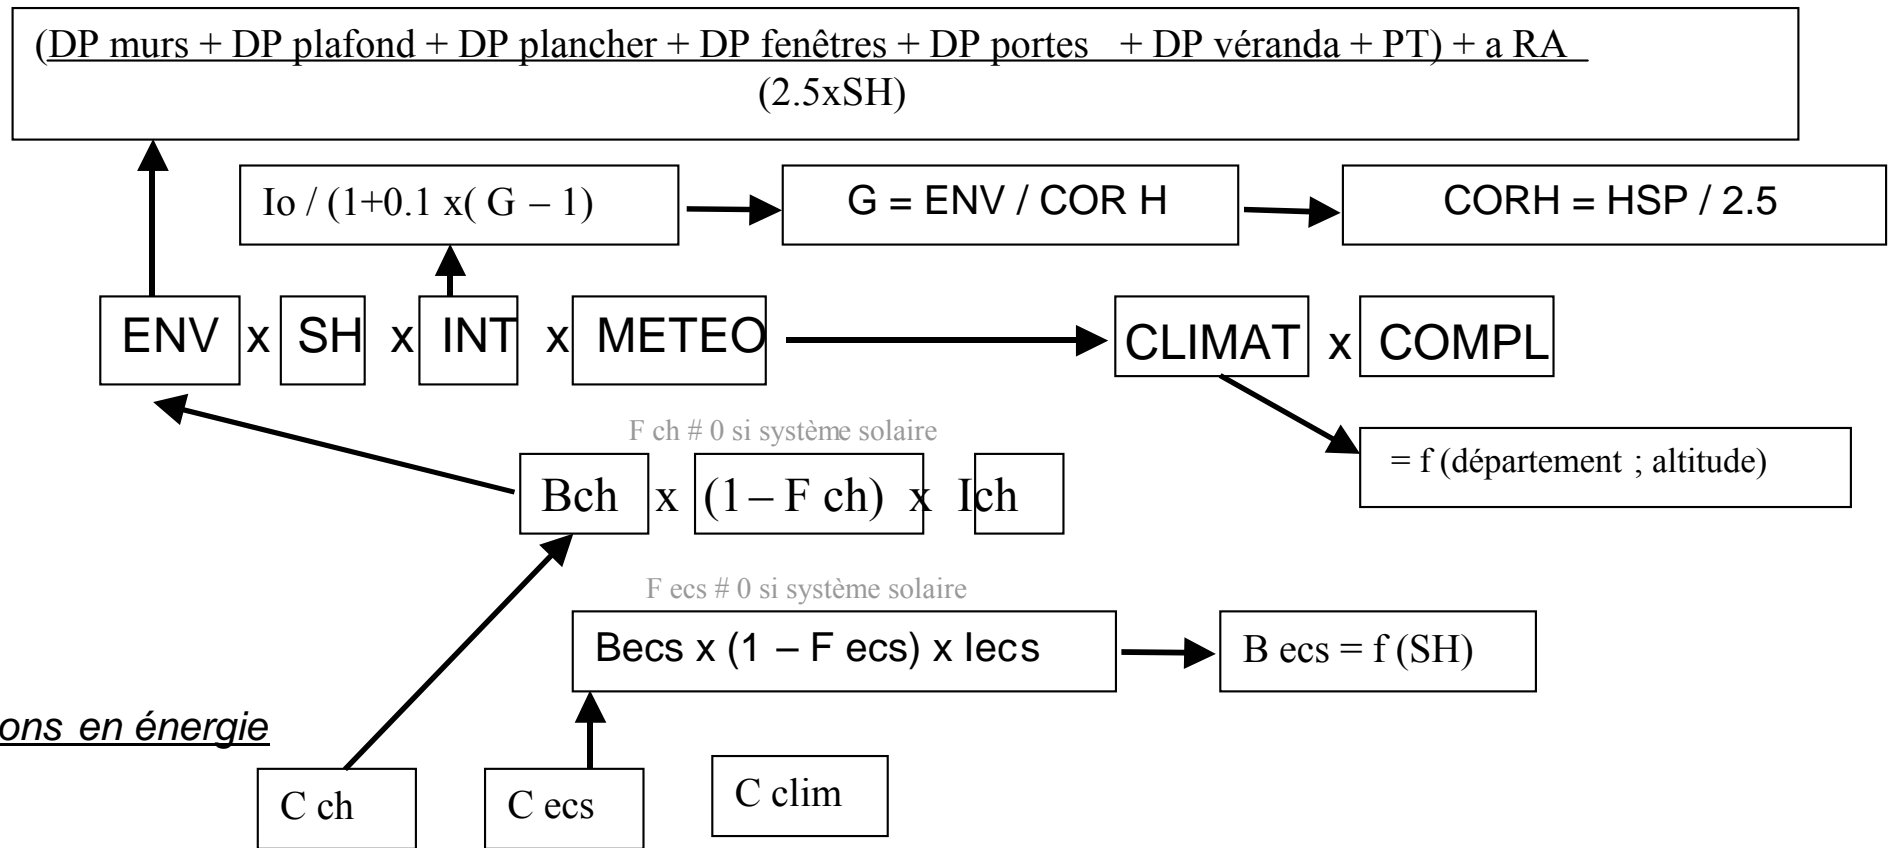 (DP murs + DP plafond + DP plancher + DP fenêtres + DP portes + DP véranda + PT) + a RA
(2.5xSH)
Io / (1+0.1 x( G – 1)
G = ENV / COR H
CORH = HSP / 2.5
ENV x SH x INT x METEO
CLIMAT x COMPL
F ch # 0 si système solaire
= f (département ; altitude)
Bch x (1 – F ch) x Ich
F ecs # 0 si système solaire
Becs x (1 – F ecs) x Iecs
B ecs = f (SH)
ons en énergie
C ch
C ecs
C clim